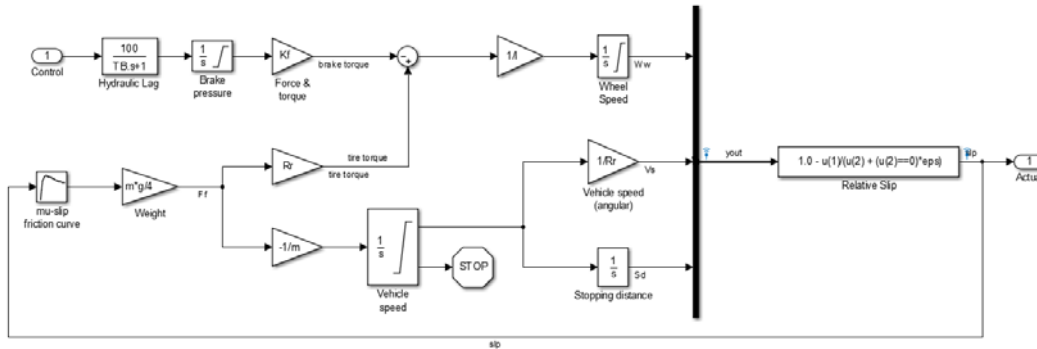 1
Control
100
TB.s+1
Hydraulic Lag
1
s
Brake
pressure
Kf
Force &
torque
brake torque
- +
1/I
1
s
Ww
Wheel
Speed
mu-slip
friction curve
m*g/4
Weight
Ff
Rr
tire torque
tire torque
-1/m
1
s
Vehicle
speed
STOP
1/Rr
Vs
Vehicle speed
(angular)
1
s
Sd
Stopping distance
yout
1.0 - u(1)/(u(2) + (u(2)==0)*eps)
Relative Slip
slp
1
Actual
slp